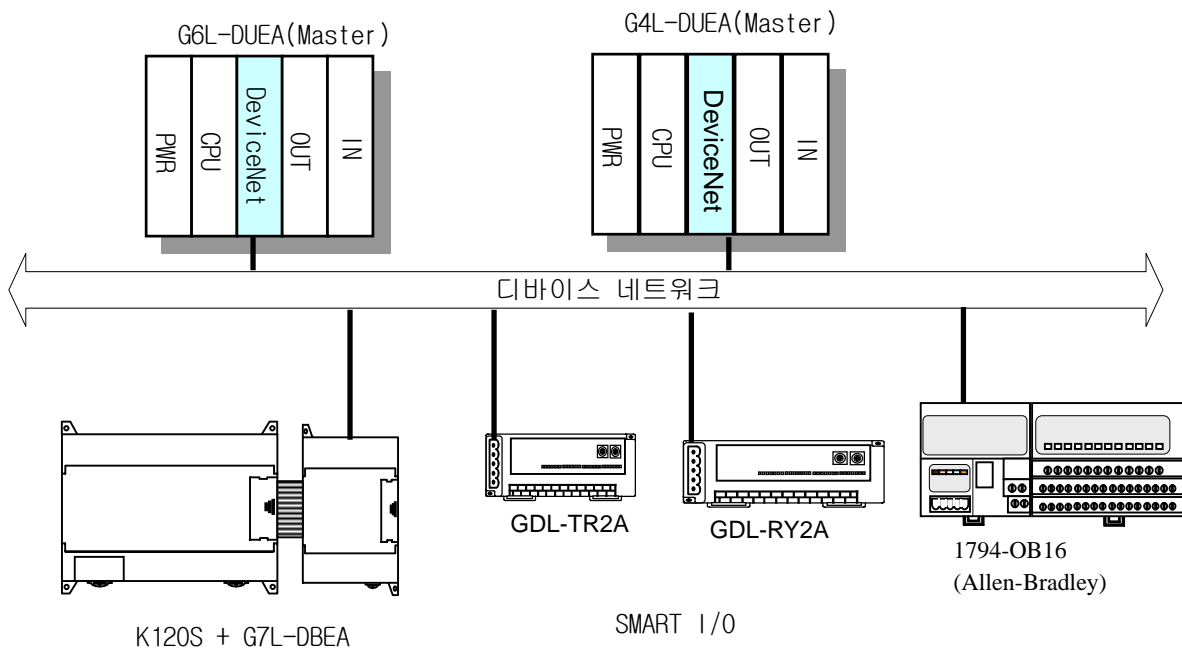 G6L-DUEA(Master)
G4L-DUEA(Master)
PWR
CPU
DeviceNet
OUT
IN
PWR
CPU
DeviceNet
OUT
IN
디바이스 네트워크
GDL-TR2A
GDL-RY2A
1794-OB16
(Allen-Bradley)
K120S + G7L-DBEA
SMART I/O